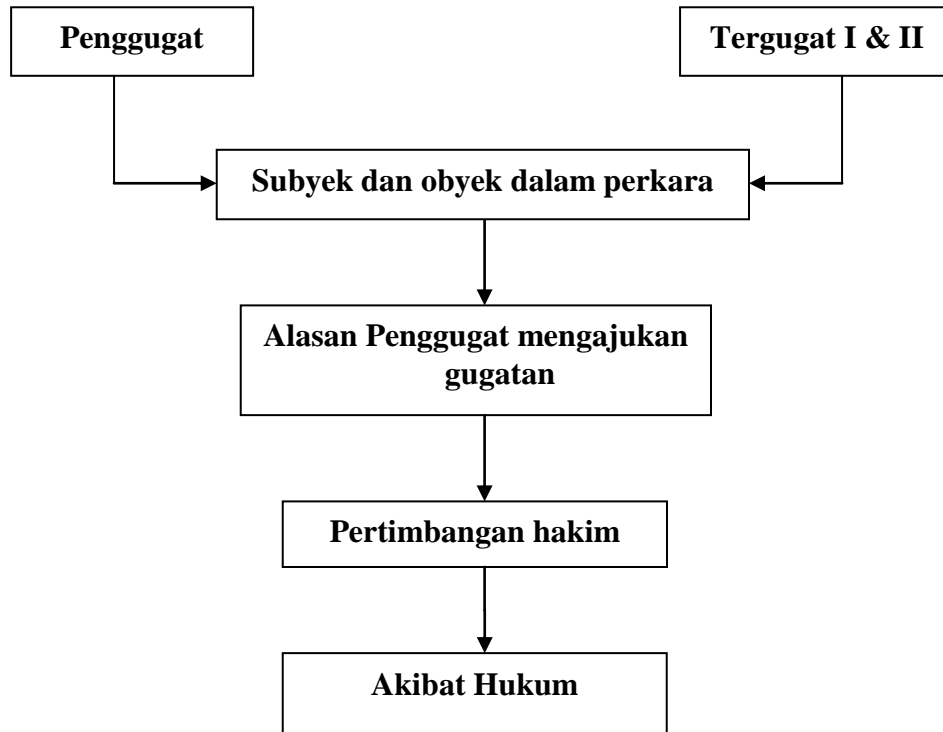 Penggugat
Tergugat I & II
Subyek dan obyek dalam perkara
Alasan Penggugat mengajukan
gugatan
Pertimbangan hakim
Akibat Hukum